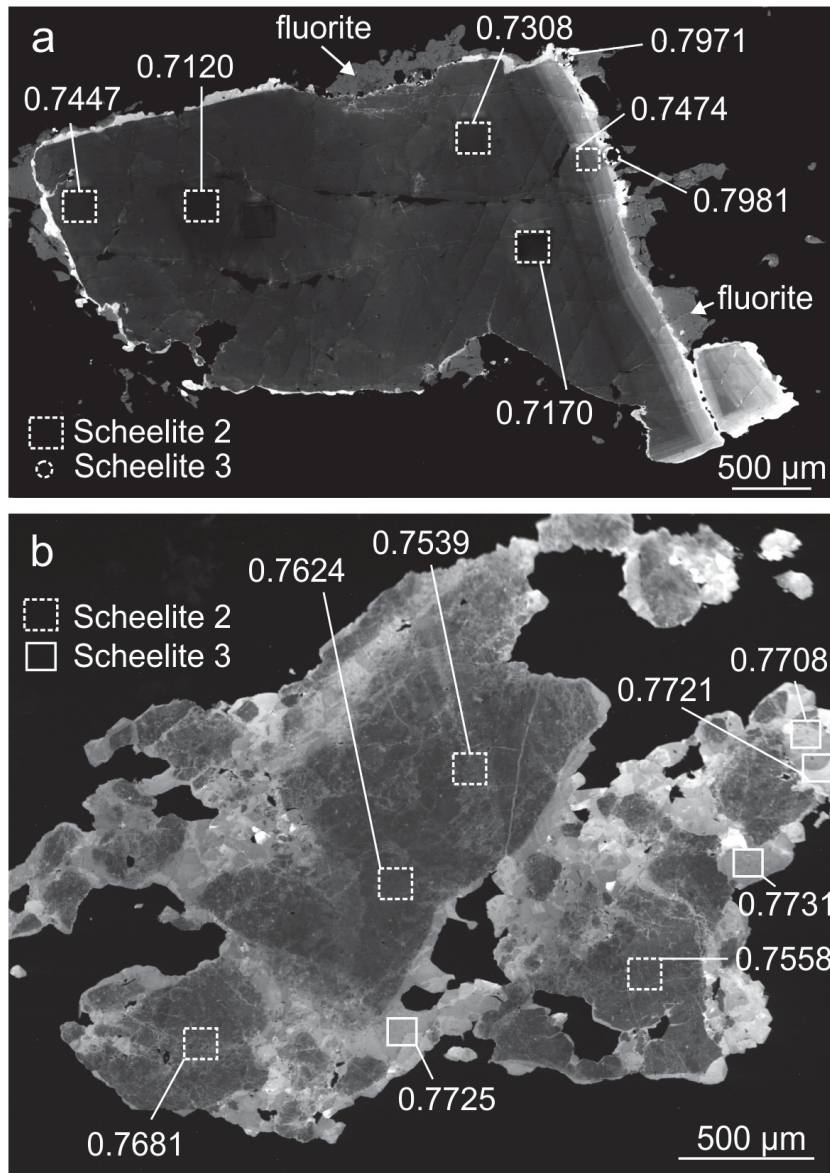 a
fluorite
0.7308
0.7971
0.7120
0.7447
0.7474
0.7981
fluorite
0.7170
Scheelite 2
Scheelite 3
500 µm
b
0.7539
0.7624
Scheelite 2
Scheelite 3
0.7708
0.7721
0.7731
0.7558
0.7725
0.7681
500 µm